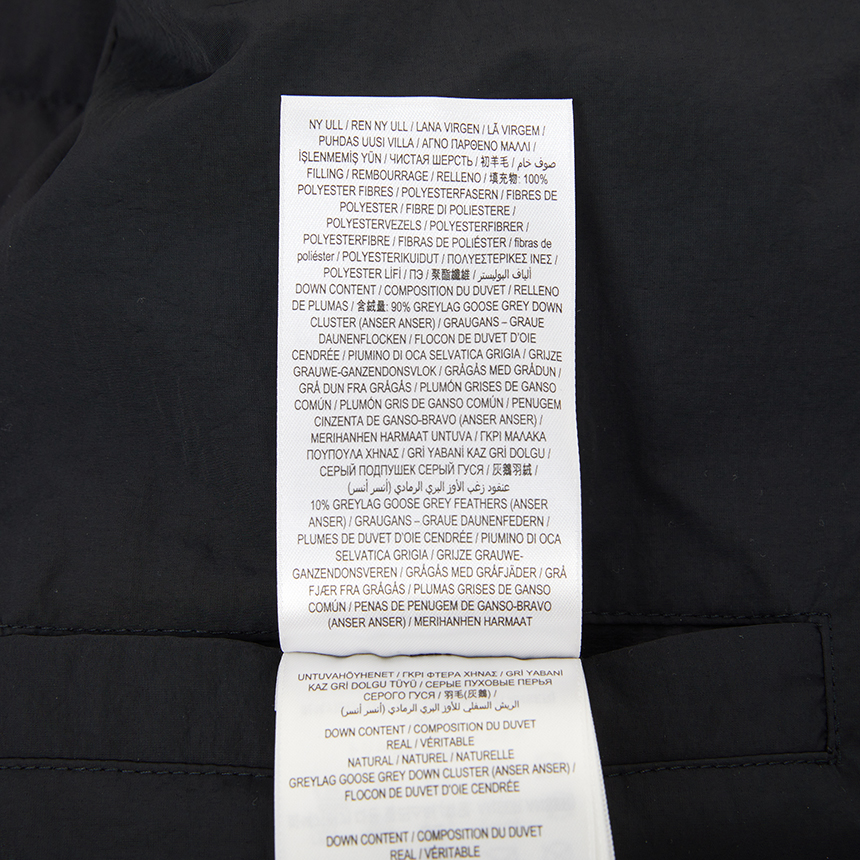 NY ULL / REN NY ULL / LANA VIRGEN / LÃ VIRGEM /
PUHDAS UUSI VILLA / ΑΓΝΟ ΠΑΡΘΕΝΟ ΜΑΛΛΙ /
İŞLENMEMİŞ YÜN / ЧИСТАЯ ШЕРСТЬ / 初羊毛 / صوف خام /
FILLING / REMBOURRAGE / RELLENO / 填充物: 100%
POLYESTER FIBRES / POLYESTERFASERN / FIBRES DE
POLYESTER / FIBRE DI POLIESTERE /
POLYESTERVEZELS / POLYESTERFIBRER /
POLYESTERFIBRE / FIBRAS DE POLIÉSTER / fibras de
poliéster / POLYESTERIKUIDUT / ΠΟΛΥΕΣΤΕΡΙΚΕΣ ΙΝΕΣ /
POLYESTER LİFİ / ПЭ / 聚酯纖維 / ألياف البوليستر /
DOWN CONTENT / COMPOSITION DU DUVET / RELLENO
DE PLUMAS / 含絨量: 90% GREYLAG GOOSE GREY DOWN
CLUSTER (ANSER ANSER) / GRAUGANS – GRAUE
DAUNENFLOCKEN / FLOCON DE DUVET D'OIE
CENDRÉE / PIUMINO DI OCA SELVATICA GRIGIA / GRIJZE
GRAUWE-GANZENDONSVLOK / GRÅGÅS MED GRÅDUN /
GRÅ DUN FRA GRÅGÅS / PLUMÓN GRISES DE GANSO
COMÚN / PLUMÓN GRIS DE GANSO COMÚN / PENUGEM
CINZENTA DE GANSO-BRAVO (ANSER ANSER) /
MERIHANHEN HARMAAT UNTUVA / ΓΚΡΙ ΜΑΛΑΚΑ
ΠΟΥΠΟΥΛΑ ΧΗΝΑΣ / GRİ YABANİ KAZ GRİ DOLGU /
СЕРЫЙ ПОДПУШЕК СЕРЫЙ ГУСЯ / 灰鵝羽絨 /
عنقود زغب الأوز البري الرمادي (أنسر أنسر)
10% GREYLAG GOOSE GREY FEATHERS (ANSER
ANSER) / GRAUGANS – GRAUE DAUNENFEDERN /
PLUMES DE DUVET D'OIE CENDRÉE / PIUMINO DI OCA
SELVATICA GRIGIA / GRIJZE GRAUWE-
GANZENDONSVEREN / GRÅGÅS MED GRÅFJÄDER / GRÅ
FJÆR FRA GRÅGÅS / PLUMAS GRISES DE GANSO
COMÚN / PENAS DE PENUGEM DE GANSO-BRAVO
(ANSER ANSER) / MERIHANHEN HARMAAT
UNTUVAHÖYHENET / ΓΚΡΙ ΦΤΕΡΑ ΧΗΝΑΣ / GRİ YABANİ
KAZ GRİ DOLGU TÜYÜ / СЕРЫЕ ПУХОВЫЕ ПЕРЬЯ
СЕРОГО ГУСЯ / 羽毛(灰鵝) /
الريش السفلي للأوز البري الرمادي (أنسر أنسر)
DOWN CONTENT / COMPOSITION DU DUVET
REAL / VÉRITABLE
NATURAL / NATUREL / NATURELLE
GREYLAG GOOSE GREY DOWN CLUSTER (ANSER ANSER) /
FLOCON DE DUVET D'OIE CENDRÉE
DOWN CONTENT / COMPOSITION DU DUVET
REAL / VÉRITABLE